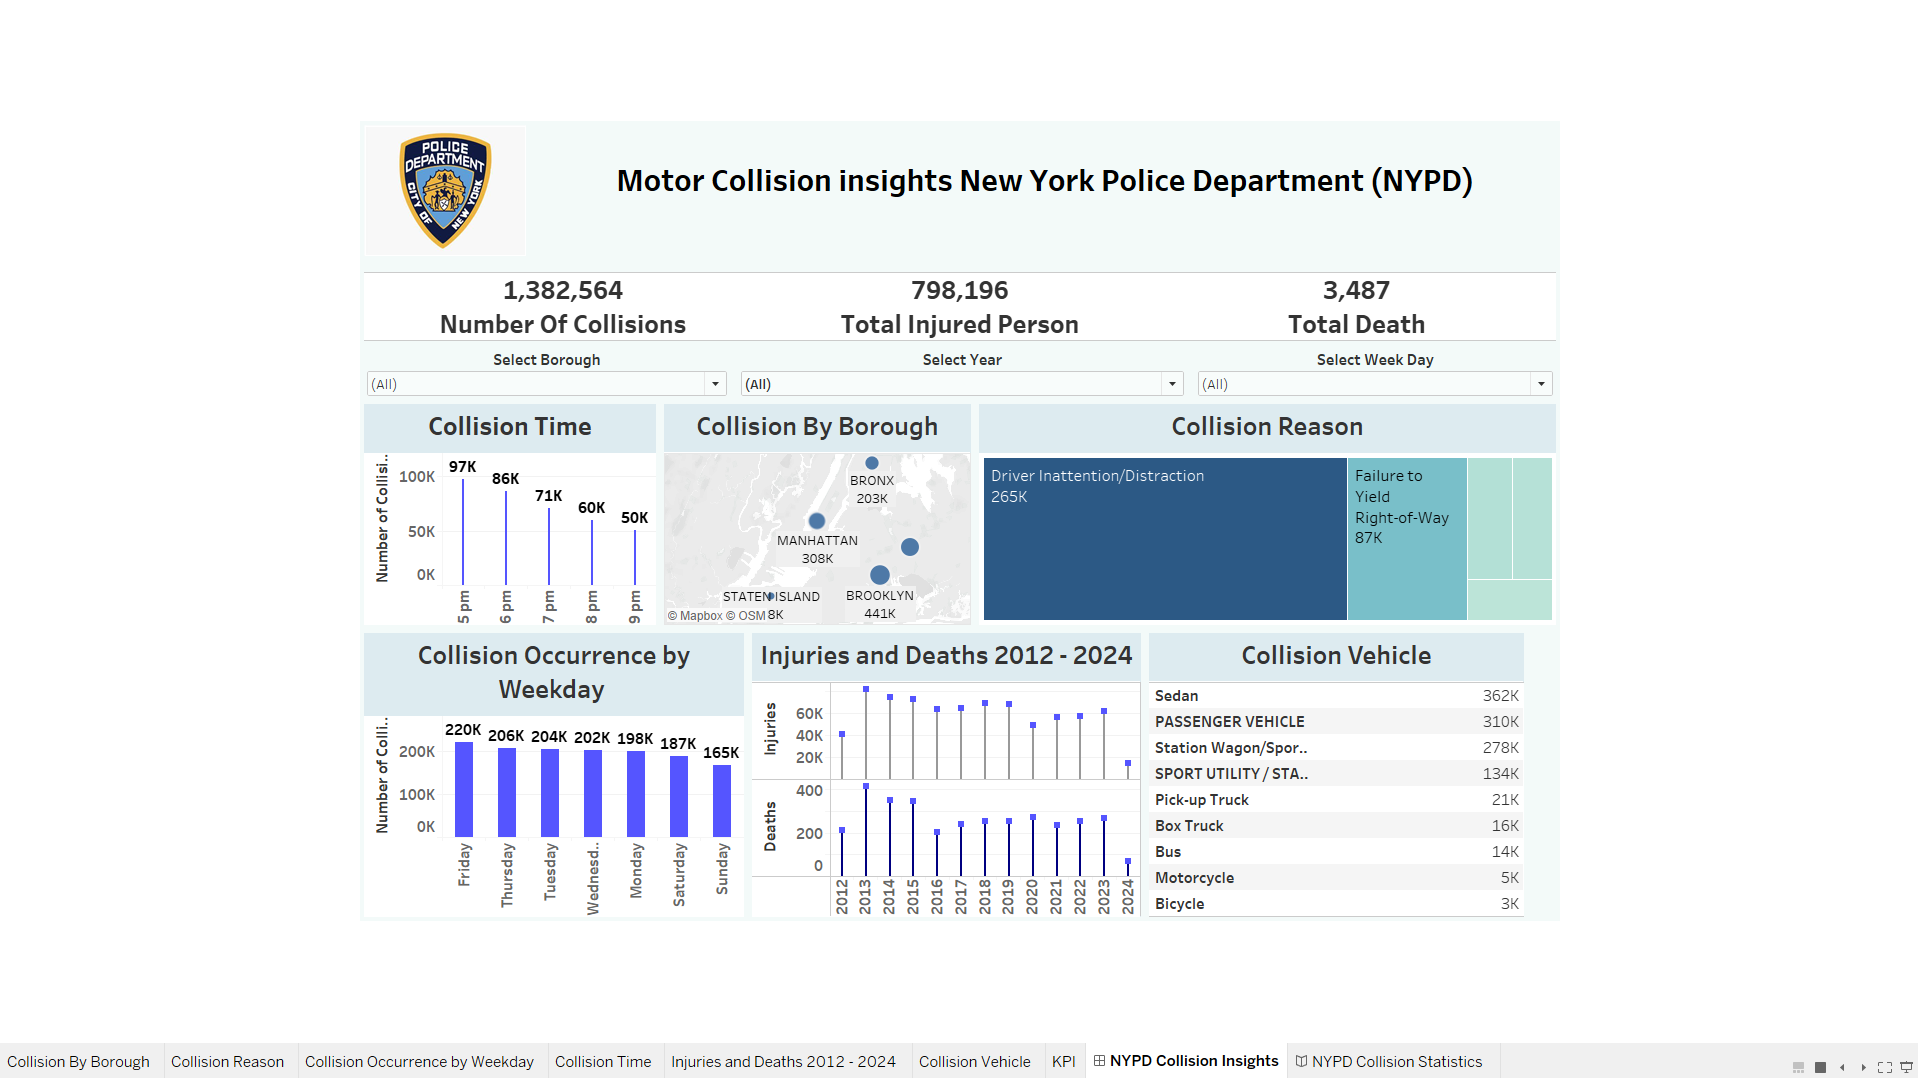 POLICE
DEPARTMENT
CITY OF
NEW YORK
Motor Collision insights New York Police Department (NYPD)
1,382,564
Number Of Collisions
798,196
Total Injured Person
3,487
Total Death
Select Borough
(All)
Select Year
(All)
Select Week Day
(All)
Collision Time
Number of Collisi..
100K
50K
0K
97K
86K
71K
60K
50K
5 pm
6 pm
7 pm
8 pm
9 pm
Collision By Borough
BRONX
203K
MANHATTAN
308K
STATEN ISLAND
8K
BROOKLYN
441K
© Mapbox © OSM
Collision Reason
Driver Inattention/Distraction
265K
Failure to
Yield
Right-of-Way
87K
Collision Occurrence by
Weekday
Number of Colli..
200K
100K
0K
220K
206K
204K
202K
198K
187K
165K
Friday
Thursday
Tuesday
Wednesd..
Monday
Saturday
Sunday
Injuries and Deaths 2012 - 2024
Injuries
60K
40K
20K
Deaths
400
200
0
2012
2013
2014
2015
2016
2017
2018
2019
2020
2021
2022
2023
2024
Collision Vehicle
Sedan 362K
PASSENGER VEHICLE 310K
Station Wagon/Spor.. 278K
SPORT UTILITY / STA.. 134K
Pick-up Truck 21K
Box Truck 16K
Bus 14K
Motorcycle 5K
Bicycle 3K
Collision By Borough
Collision Reason
Collision Occurrence by Weekday
Collision Time
Injuries and Deaths 2012 - 2024
Collision Vehicle
KPI
NYPD Collision Insights
NYPD Collision Statistics